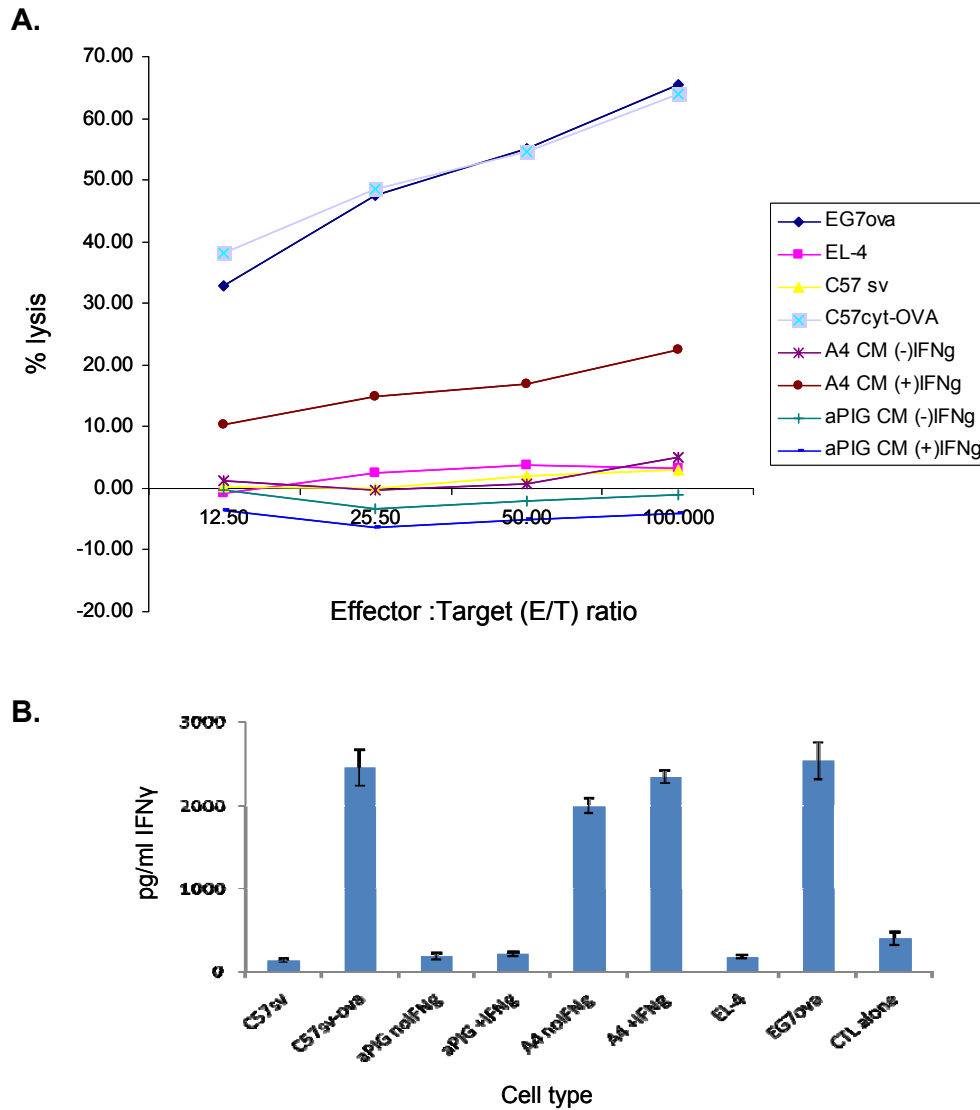 A.
70.00
60.00
50.00
40.00
30.00
20.00
10.00
0.00
-10.00
-20.00
% lysis
12.50 25.50 50.00 100.000
Effector :Target (E/T) ratio
EG7ova
EL-4
C57 sv
C57cyt-OVA
A4 CM (-)IFNg
A4 CM (+)IFNg
aPIG CM (-)IFNg
aPIG CM (+)IFNg
B.
3000
2000
1000
0
pg/ml IFNγ
C57sv
C57sv-ova
aPIG noIFNg
aPIG +IFNg
A4 noIFNg
A4 +IFNg
EL-4
EG7ova
CTL alone
Cell type